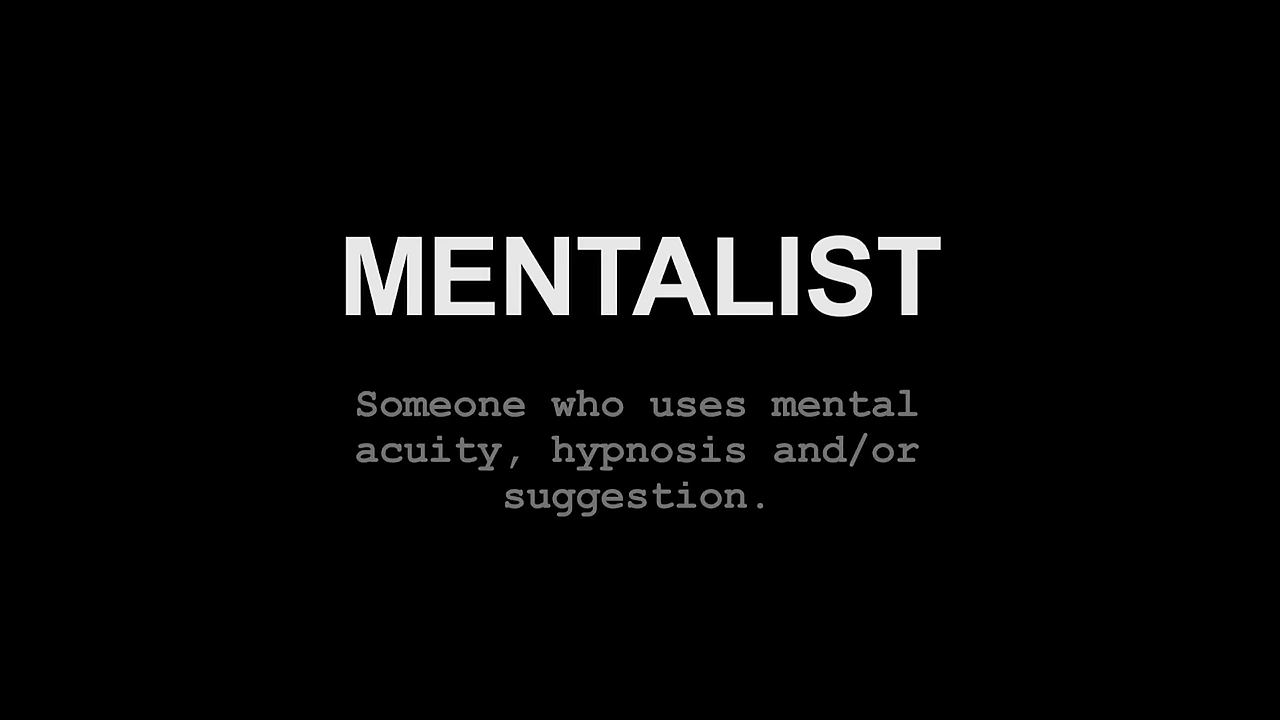 MENTALIST
Someone who uses mental
acuity, hypnosis and/or
suggestion.